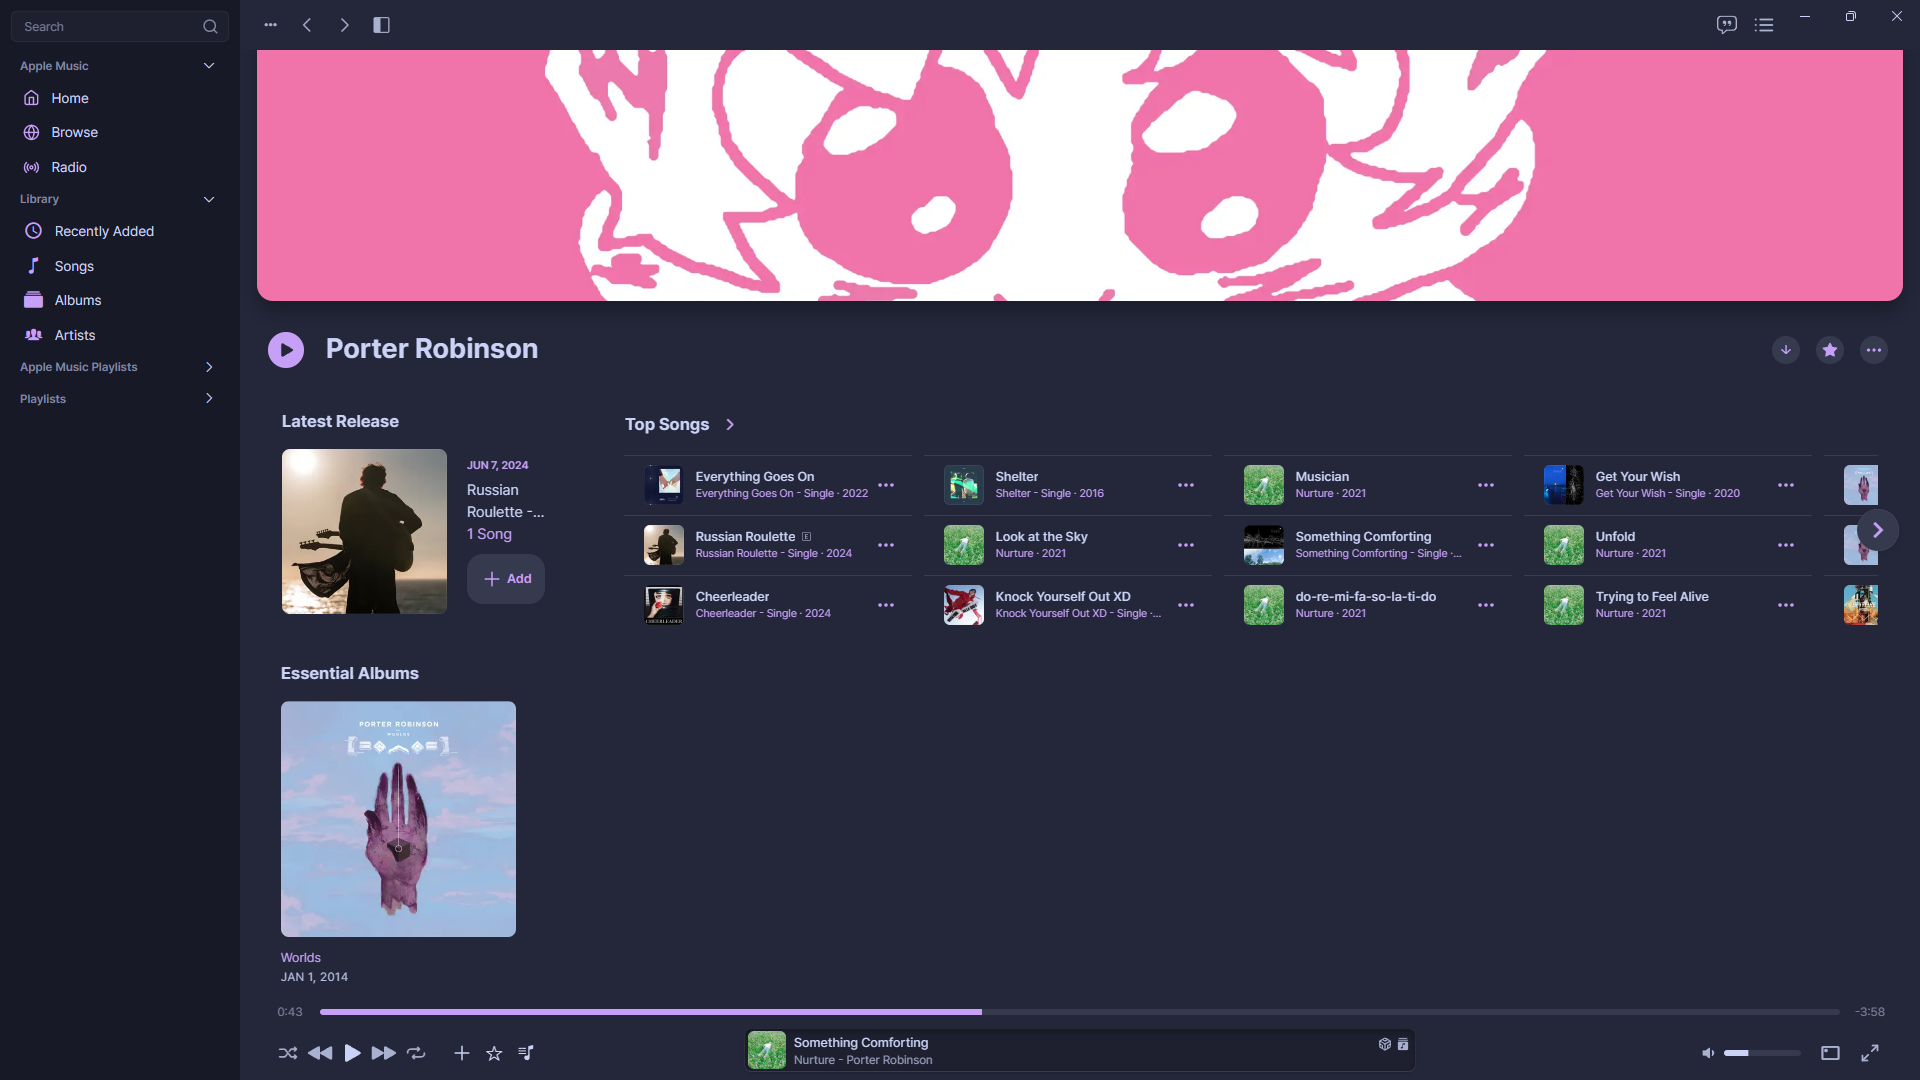 Search
Apple Music
Home
Browse
Radio
Library
Recently Added
Songs
Albums
Artists
Apple Music Playlists
Playlists
Porter Robinson
Latest Release
JUN 7, 2024
Russian
Roulette -...
1 Song
Add
Top Songs
Everything Goes On
Everything Goes On - Single · 2022
Russian Roulette E
Russian Roulette - Single · 2024
CHEERLEADER
Cheerleader
Cheerleader - Single · 2024
Shelter
Shelter - Single · 2016
Look at the Sky
Nurture · 2021
Knock Yourself Out XD
Knock Yourself Out XD - Single ·...
Musician
Nurture · 2021
Something Comforting
Something Comforting - Single ·...
do-re-mi-fa-so-la-ti-do
Nurture · 2021
Get Your Wish
Get Your Wish - Single · 2020
Unfold
Nurture · 2021
Trying to Feel Alive
Nurture · 2021
Essential Albums
PORTER ROBINSON
WORLDS
Worlds
JAN 1, 2014
0:43
-3:58
Something Comforting
Nurture - Porter Robinson